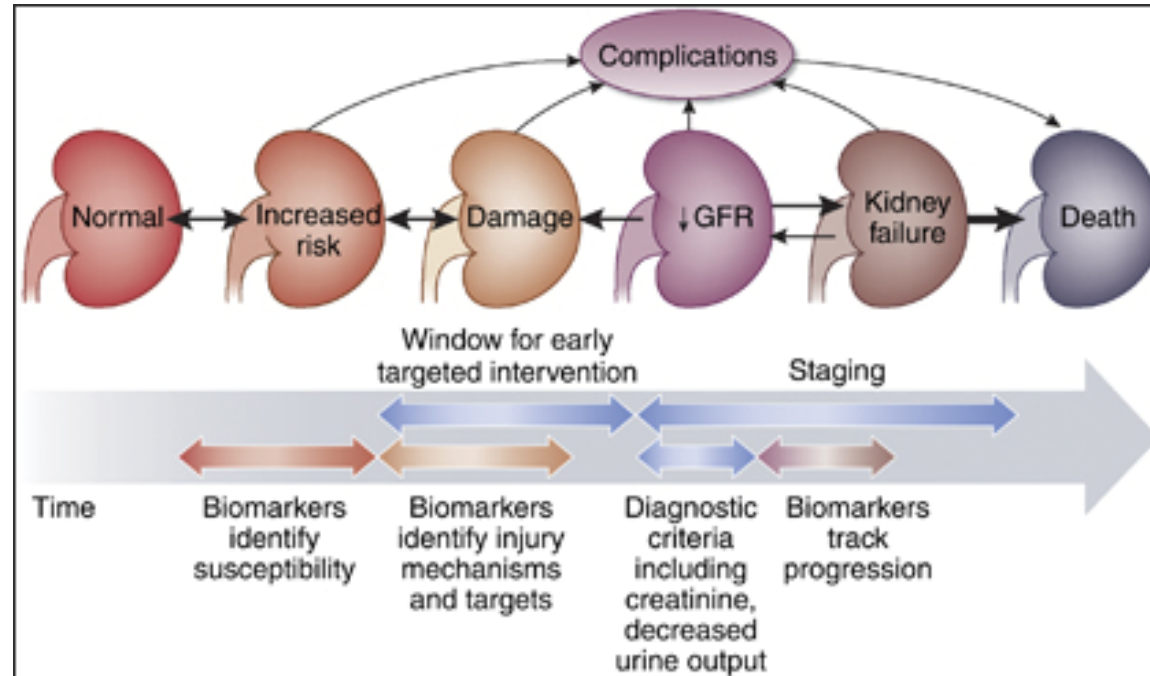 Complications
Normal
Increased
risk
Damage
↓ GFR
Kidney
failure
Death
Window for early
targeted intervention
Staging
Time
Biomarkers
identify
susceptibility
Biomarkers
identify injury
mechanisms
and targets
Diagnostic
criteria
including
creatinine,
decreased
urine output
Biomarkers
track
progression